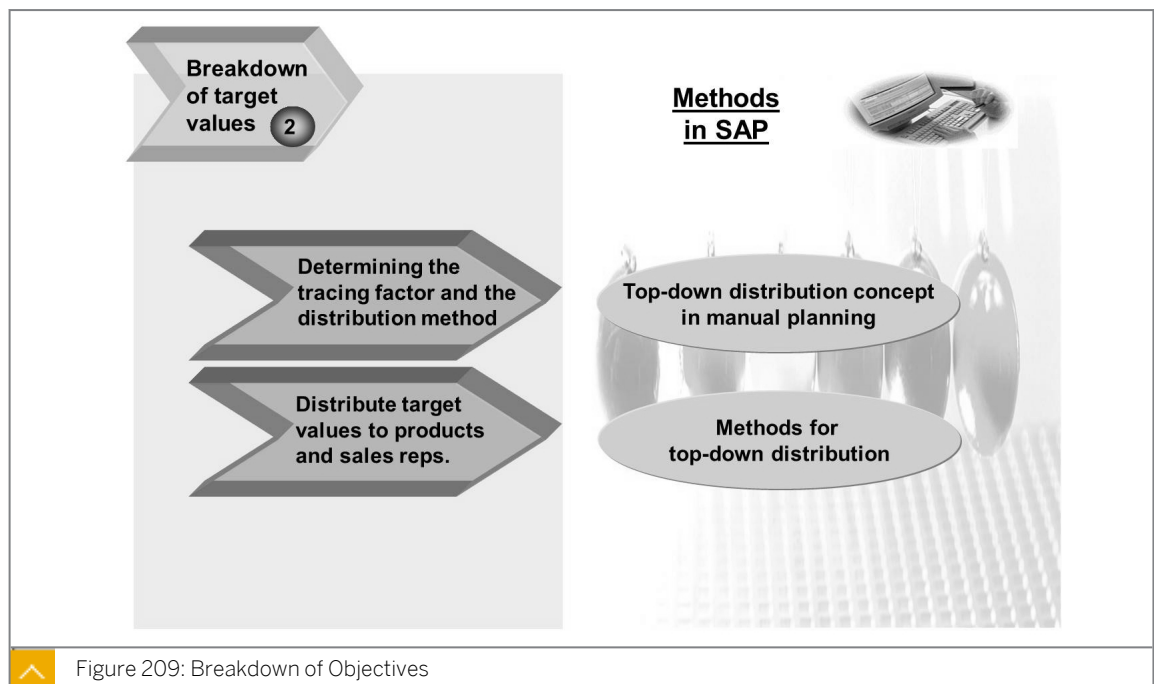 Breakdown
of target
values 2
Methods
in SAP
Determining the
tracing factor and the
distribution method
Top-down distribution concept
in manual planning
Distribute target
values to products
and sales reps.
Methods for
top-down distribution
Figure 209: Breakdown of Objectives